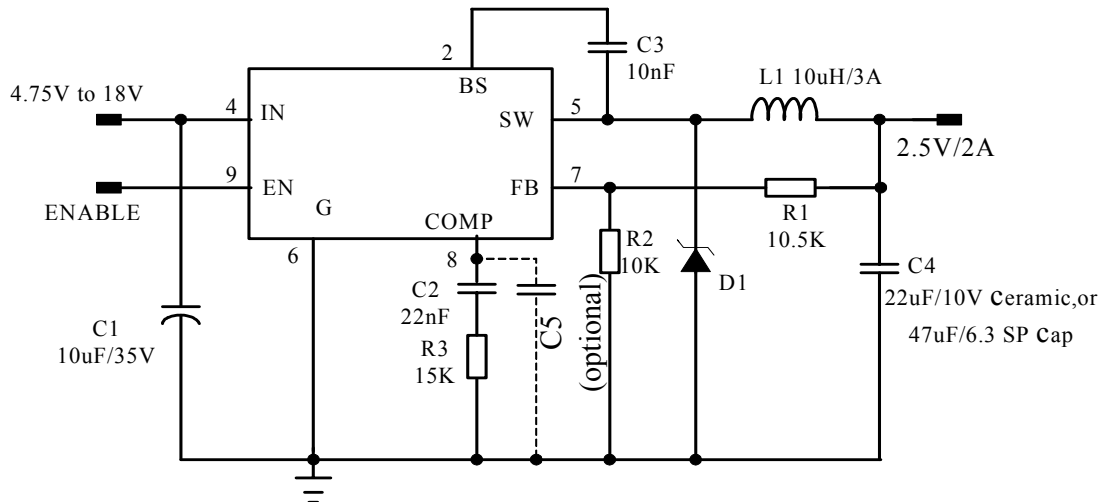 2
C3
10nF
BS
L1 10uH/3A
4.75V to 18V
4
IN
SW
5
2.5V/2A
9
EN
FB
7
ENABLE
G
COMP
R1
10.5K
6
8
R2
10K
D1
C4
22uF/10V Ceramic,or
47uF/6.3 SP Cap
C2
22nF
C5
(optional)
C1
10uF/35V
R3
15K